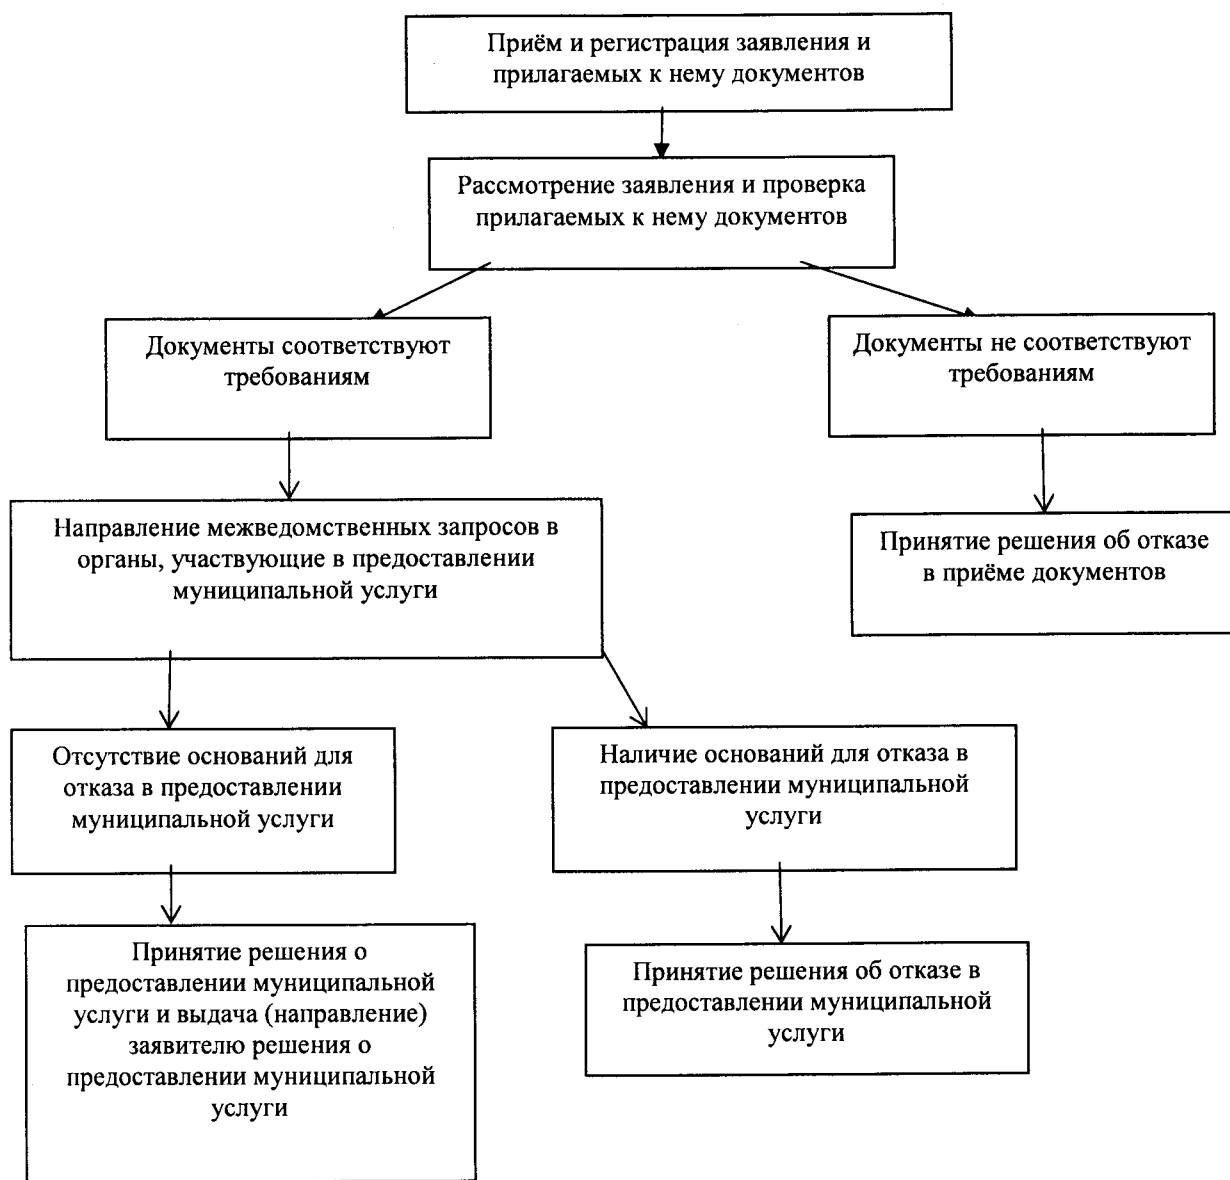 Приём и регистрация заявления и
прилагаемых к нему документов
Рассмотрение заявления и проверка
прилагаемых к нему документов
Документы соответствуют
требованиям
Документы не соответствуют
требованиям
Направление межведомственных запросов в
органы, участвующие в предоставлении
муниципальной услуги
Принятие решения об отказе
в приёме документов
Отсутствие оснований для
отказа в предоставлении
муниципальной услуги
Наличие оснований для отказа в
предоставлении муниципальной
услуги
Принятие решения о
предоставлении муниципальной
услуги и выдача (направление)
заявителю решения о
предоставлении муниципальной
услуги
Принятие решения об отказе в
предоставлении муниципальной
услуги